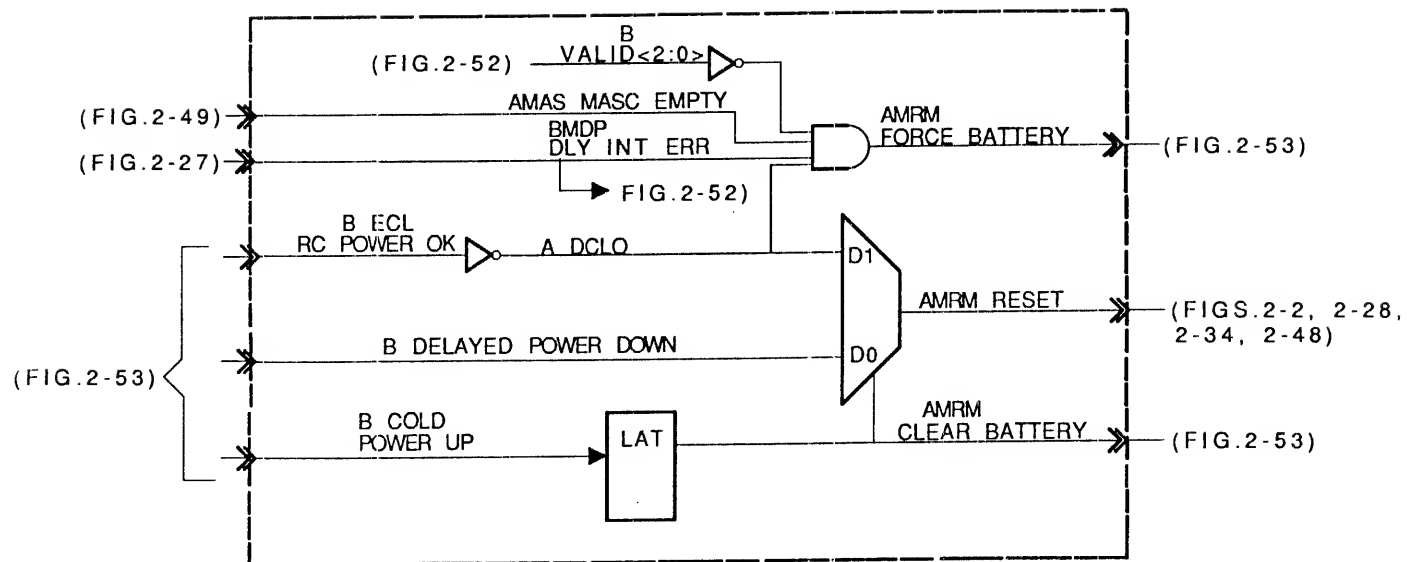 B
(FIG.2-52) VALID<2:0>
(FIG.2-49) AMAS MASC EMPTY
BMDP
(FIG.2-27) DLY INT ERR
FIG.2-52)
AMRM
FORCE BATTERY (FIG.2-53)
B ECL
RC POWER OK
A DCLO
D1
AMRM RESET (FIGS.2-2, 2-28,
2-34, 2-48)
B DELAYED POWER DOWN
D0
(FIG.2-53)
B COLD
POWER UP
LAT
AMRM
CLEAR BATTERY (FIG.2-53)